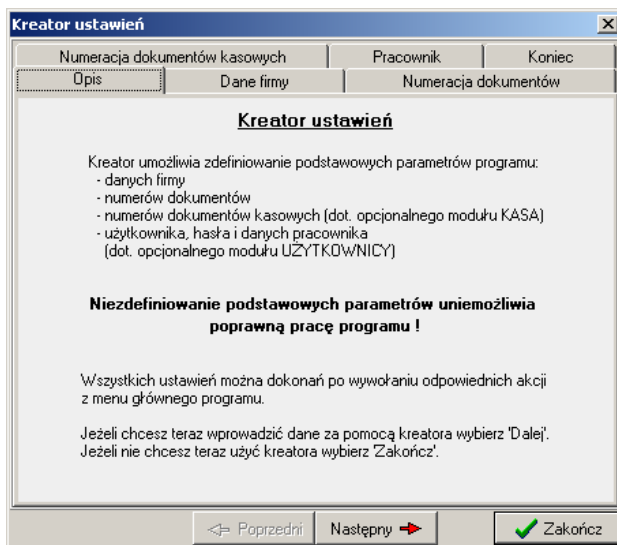 Kreator ustawień
Numeracja dokumentów kasowych Pracownik Koniec
Opis Dane firmy Numeracja dokumentów
Kreator ustawień
Kreator umożliwia zdefiniowanie podstawowych parametrów programu:
- danych firmy
- numerów dokumentów
- numerów dokumentów kasowych (dot. opcjonalnego modułu KASA)
- użytkownika, hasła i danych pracownika
(dot. opcjonalnego modułu UŻYTKOWNICY)
Niezdefiniowanie podstawowych parametrów uniemożliwia
poprawną pracę programu !
Wszystkich ustawień można dokonań po wywołaniu odpowiednich akcji
z menu głównego programu.
Jeżeli chcesz teraz wprowadzić dane za pomocą kreatora wybierz 'Dalej'.
Jeżeli nie chcesz teraz użyć kreatora wybierz 'Zakończ'.
Poprzedni Następny Zakończ